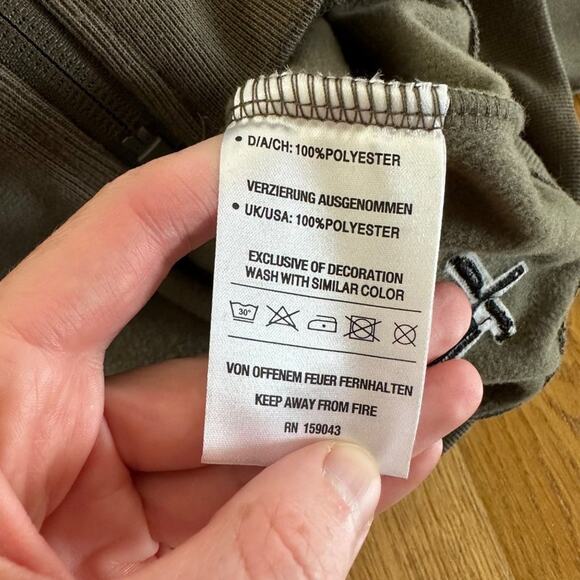 • D/A/CH: 100%POLYESTER
VERZIERUNG AUSGENOMMEN
• UK/USA: 100%POLYESTER
EXCLUSIVE OF DECORATION
WASH WITH SIMILAR COLOR
30°
VON OFFENEM FEUER FERNHALTEN
KEEP AWAY FROM FIRE
RN 159043